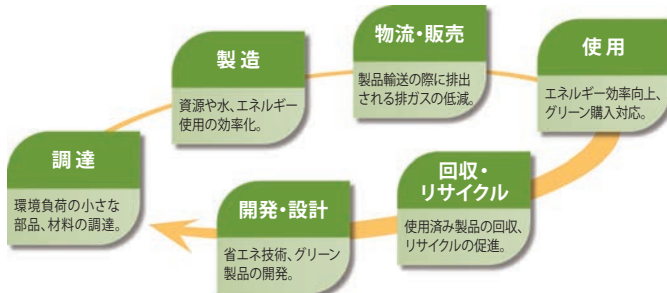 調達
環境負荷の小さな
部品、材料の調達。
製造
資源や水、エネルギー
使用の効率化。
物流・販売
製品輸送の際に排出
される排ガスの低減。
使用
エネルギー効率向上、
グリーン購入対応。
回収・
リサイクル
使用済み製品の回収、
リサイクルの促進。
開発・設計
省エネ技術、グリーン
製品の開発。